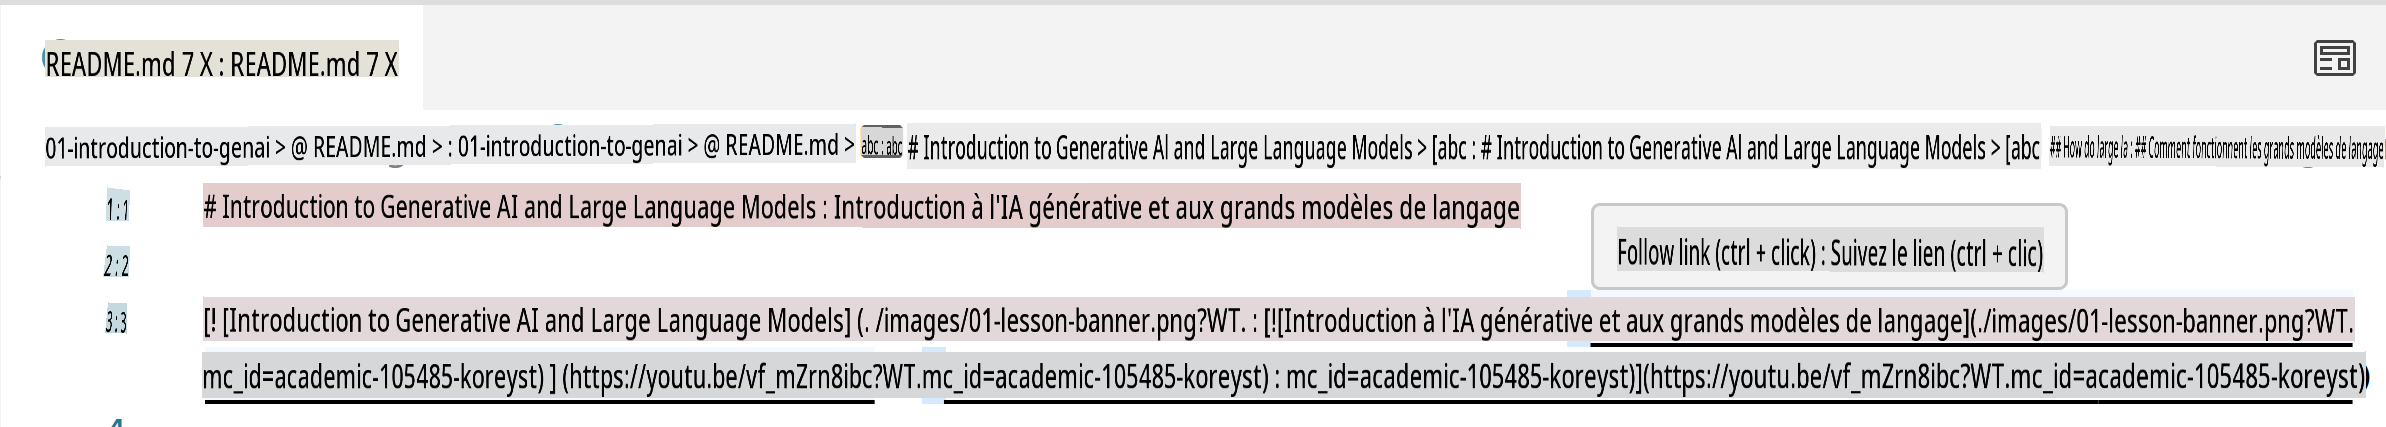 README.md 7 X : README.md 7 X
01-introduction-to-genai > @ README.md > : 01-introduction-to-genai > @ README.md > abc : abc # Introduction to Generative Al and Large Language Models > [abc : # Introduction to Generative Al and Large Language Models > [abc ## How do large la : ## Comment fonctionnent les grands modèles de langage
1 : 1 # Introduction to Generative AI and Large Language Models : Introduction à l'IA générative et aux grands modèles de langage
Follow link (ctrl + click) : Suivez le lien (ctrl + clic)
2 : 2
3 : 3 [! [Introduction to Generative AI and Large Language Models] (. /images/01-lesson-banner.png?WT. : [![Introduction à l'IA générative et aux grands modèles de langage](./images/01-lesson-banner.png?WT.
mc_id=academic-105485-koreyst) ] (https://youtu.be/vf_mZrn8ibc?WT.mc_id=academic-105485-koreyst) : mc_id=academic-105485-koreyst)](https://youtu.be/vf_mZrn8ibc?WT.mc_id=academic-105485-koreyst)